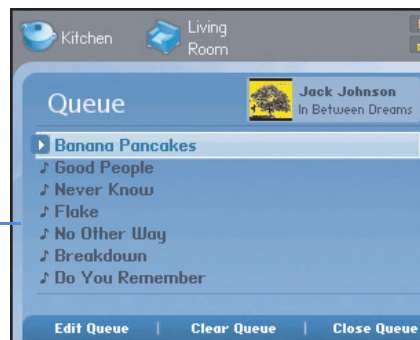 Kitchen
Living
Room
Queue
Jack Johnson
In Between Dreams
Banana Pancakes
Good People
Never Know
Flake
No Other Way
Breakdown
Do You Remember
Edit Queue | Clear Queue | Close Queue